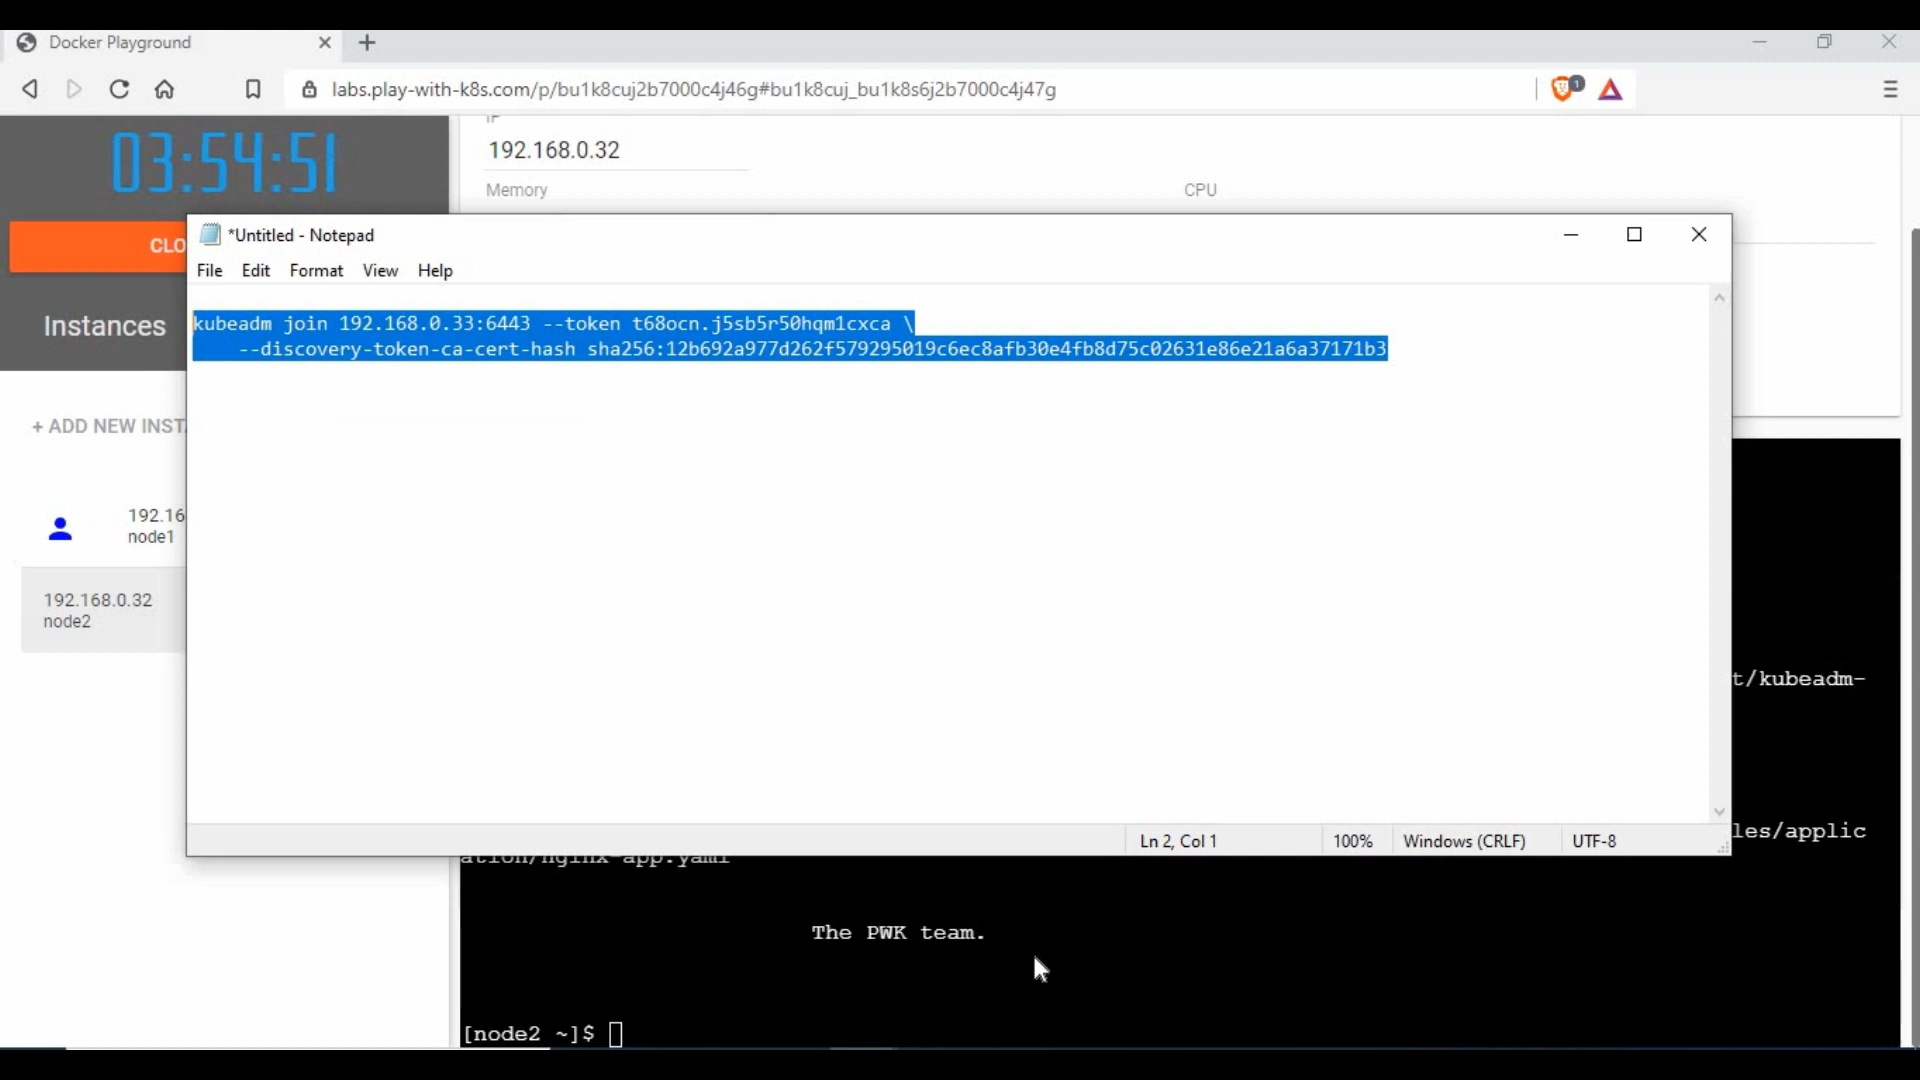 Docker Playground
labs.play-with-k8s.com/p/bu1k8cuj2b7000c4j46g#bu1k8cuj_bu1k8s6j2b7000c4j47g
1
03:54:51
IP
192.168.0.32
Memory
CPU
CLO
Instances
+ ADD NEW INST
192.16
node1
192.168.0.32
node2
*Untitled - Notepad
File Edit Format View Help
kubeadm join 192.168.0.33:6443 --token t68ocn.j5sb5r50hqm1cxca \
--discovery-token-ca-cert-hash sha256:12b692a977d262f579295019c6ec8afb30e4fb8d75c02631e86e21a6a37171b3
Ln 2, Col 1
100%
Windows (CRLF)
UTF-8
t/kubeadm-
les/applic
ation/nginx-app.yaml
The PWK team.
[node2 ~]$